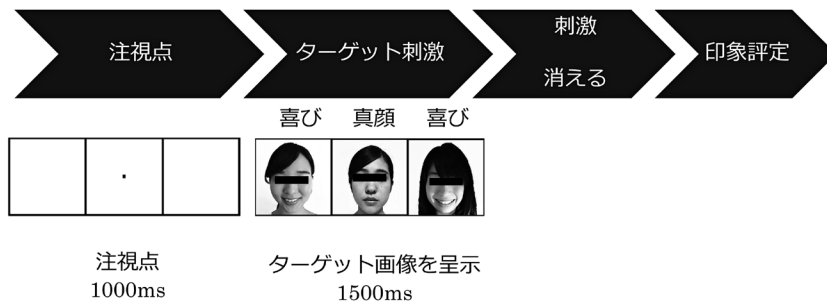 注視点
ターゲット刺激
刺激
消える
印象評定
喜び 真顔 喜び
注視点
1000ms
ターゲット画像を呈示
1500ms